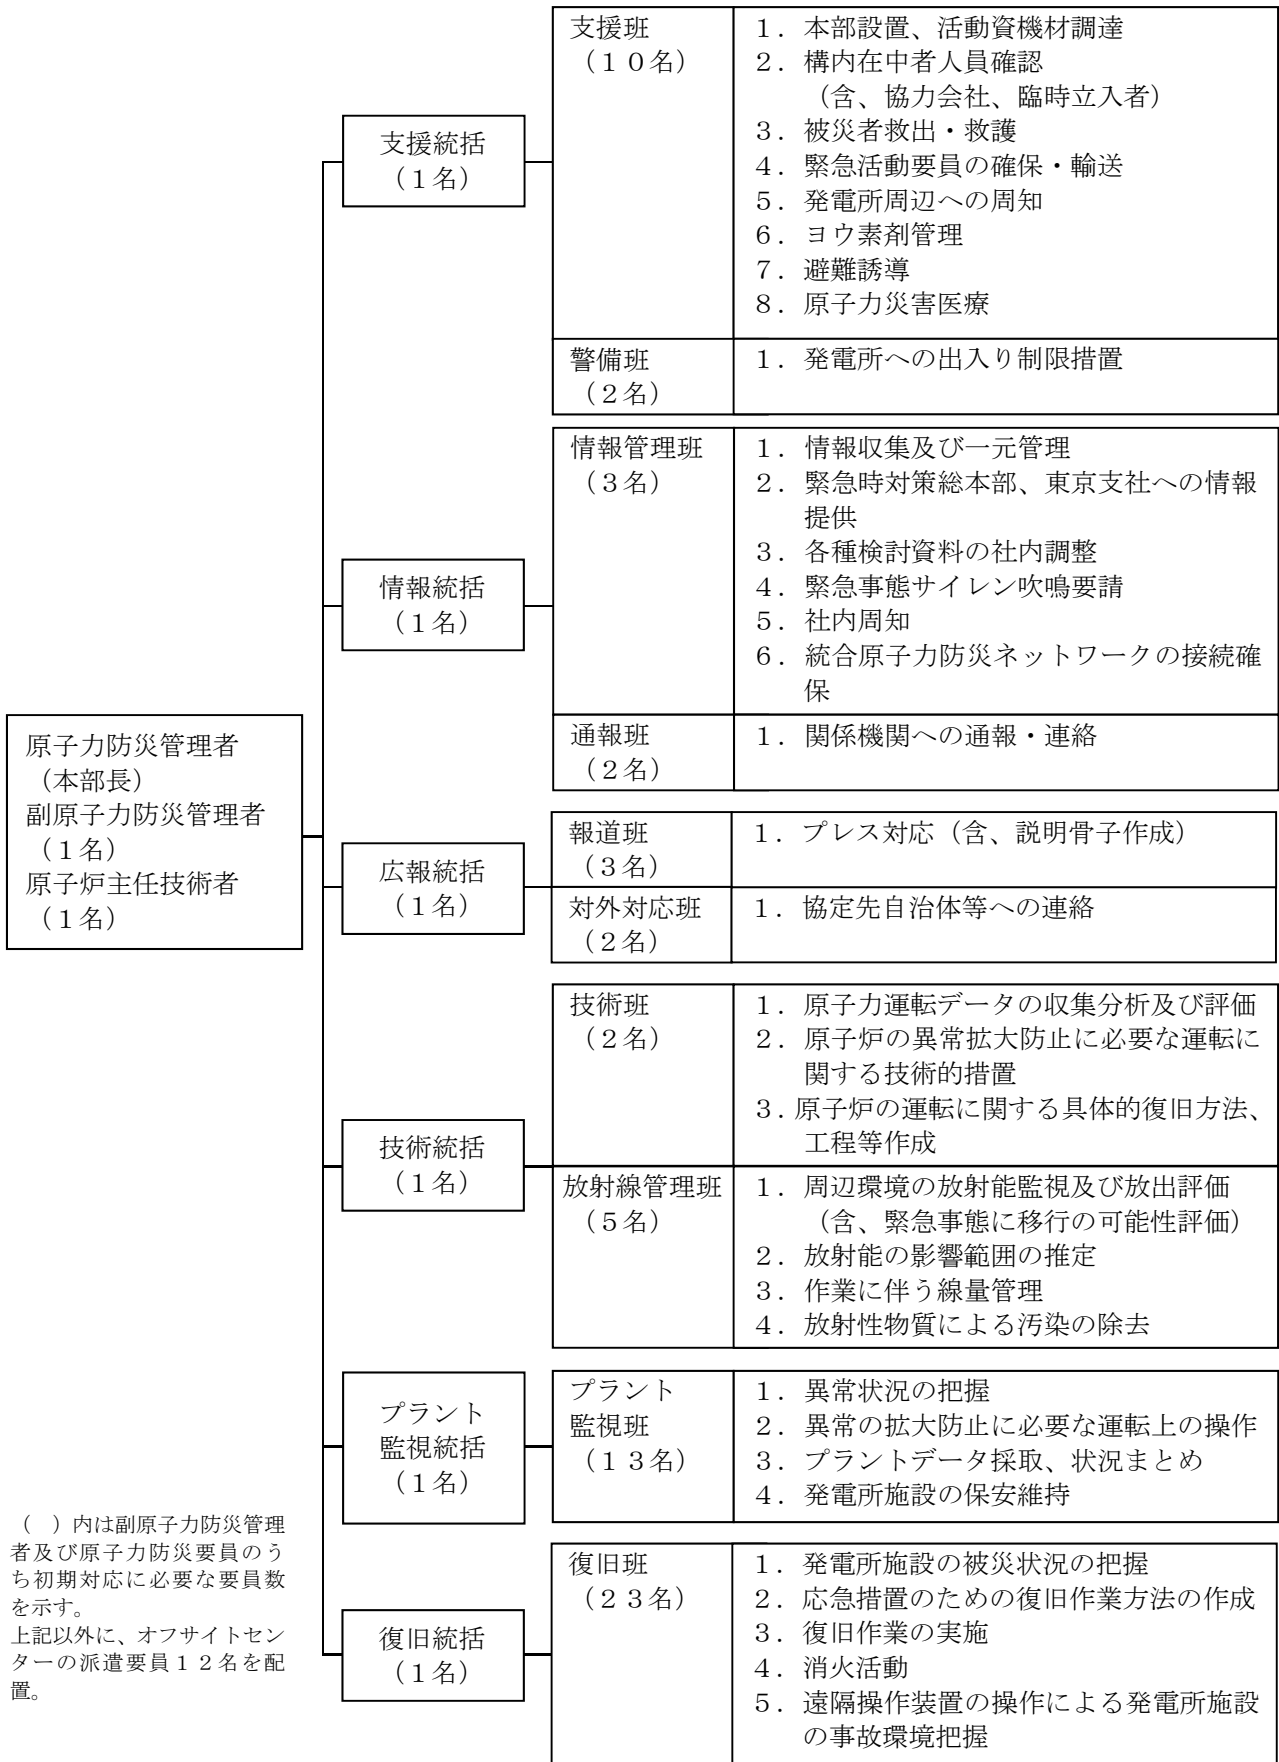 原子力防災管理者
（本部長）
副原子力防災管理者
（１名）
原子炉主任技術者
（１名）
支援統括
（１名）
支援班
（１０名）
１．本部設置、活動資機材調達
２．構内在中者人員確認
（含、協力会社、臨時立入者）
３．被災者救出・救護
４．緊急活動要員の確保・輸送
５．発電所周辺への周知
６．ヨウ素剤管理
７．避難誘導
８．原子力災害医療
警備班
（２名）
１．発電所への出入り制限措置
情報統括
（１名）
情報管理班
（３名）
１．情報収集及び一元管理
２．緊急時対策総本部、東京支社への情報
提供
３．各種検討資料の社内調整
４．緊急事態サイレン吹鳴要請
５．社内周知
６．統合原子力防災ネットワークの接続確
保
通報班
（２名）
１．関係機関への通報・連絡
広報統括
（１名）
報道班
（３名）
１．プレス対応（含、説明骨子作成）
対外対応班
（２名）
１．協定先自治体等への連絡
技術統括
（１名）
技術班
（２名）
１．原子力運転データの収集分析及び評価
２．原子炉の異常拡大防止に必要な運転に
関する技術的措置
３．原子炉の運転に関する具体的復旧方法、
工程等作成
放射線管理班
（５名）
１．周辺環境の放射能監視及び放出評価
（含、緊急事態に移行の可能性評価）
２．放射能の影響範囲の推定
３．作業に伴う線量管理
４．放射性物質による汚染の除去
プラント
監視統括
（１名）
プラント
監視班
（１３名）
１．異常状況の把握
２．異常の拡大防止に必要な運転上の操作
３．プラントデータ採取、状況まとめ
４．発電所施設の保安維持
復旧統括
（１名）
復旧班
（２３名）
１．発電所施設の被災状況の把握
２．応急措置のための復旧作業方法の作成
３．復旧作業の実施
４．消火活動
５．遠隔操作装置の操作による発電所施設
の事故環境把握
（　）内は副原子力防災管理
者及び原子力防災要員のう
ち初期対応に必要な要員数
を示す。
上記以外に、オフサイトセン
ターの派遣要員１２名を配
置。